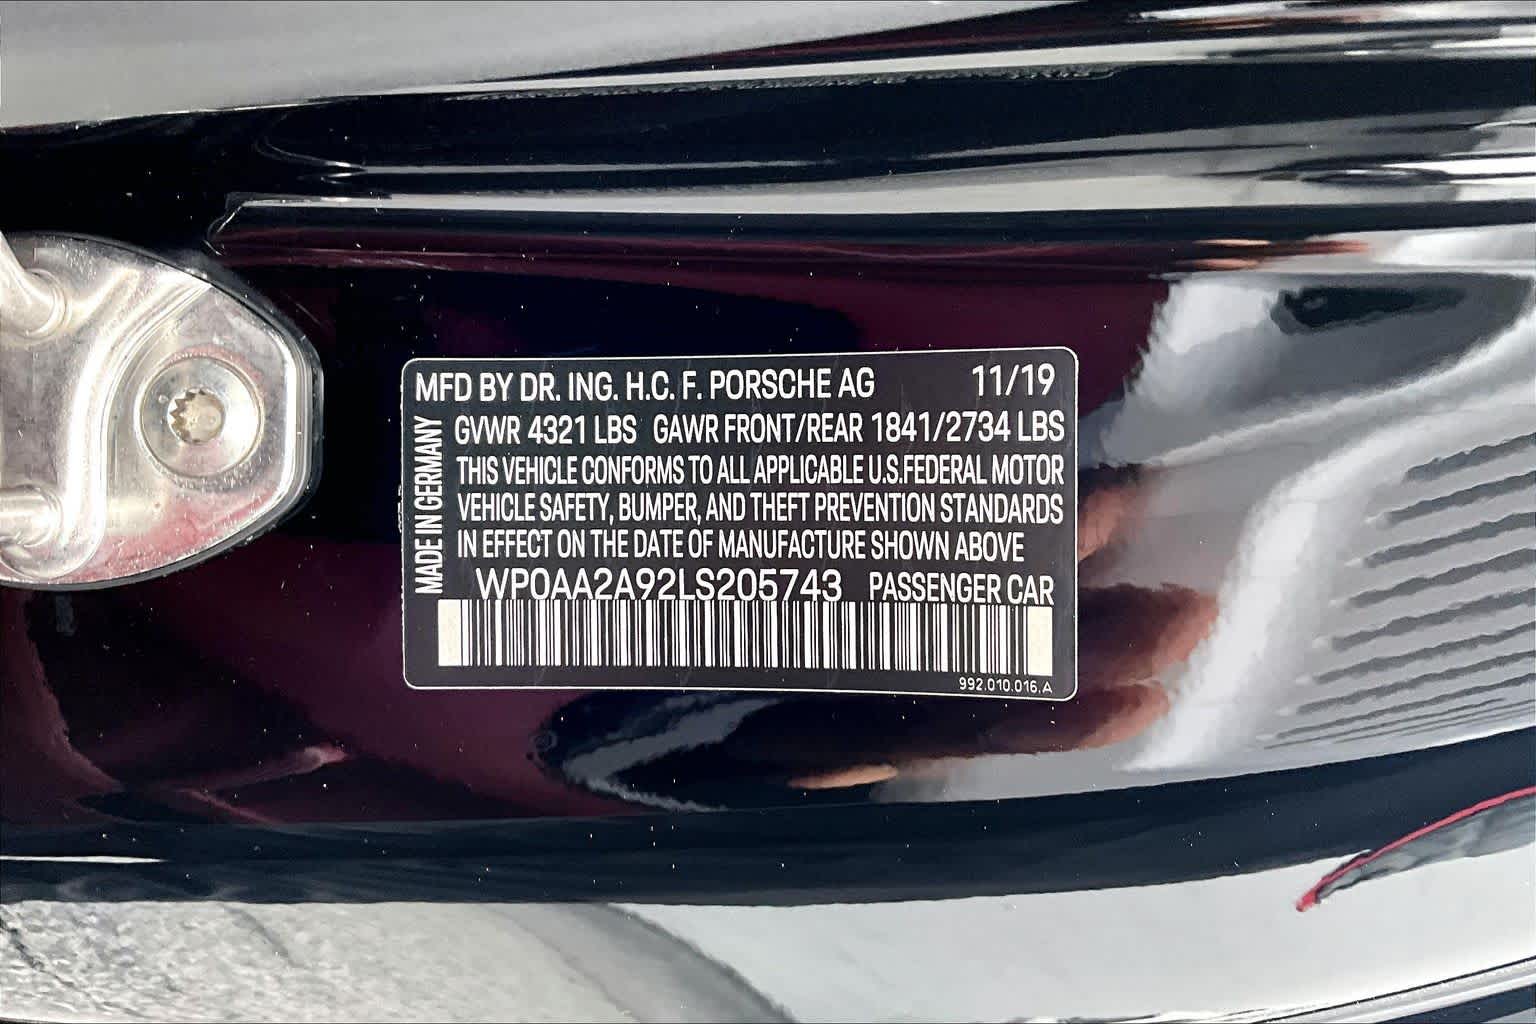 MFD BY DR. ING. H.C. F. PORSCHE AG 11/19
GVWR 4321 LBS GAWR FRONT/REAR 1841/2734 LBS
THIS VEHICLE CONFORMS TO ALL APPLICABLE U.S.FEDERAL MOTOR
VEHICLE SAFETY, BUMPER, AND THEFT PREVENTION STANDARDS
IN EFFECT ON THE DATE OF MANUFACTURE SHOWN ABOVE
WP0AA2A92LS205743 PASSENGER CAR
MADE IN GERMANY
992.010.016.A